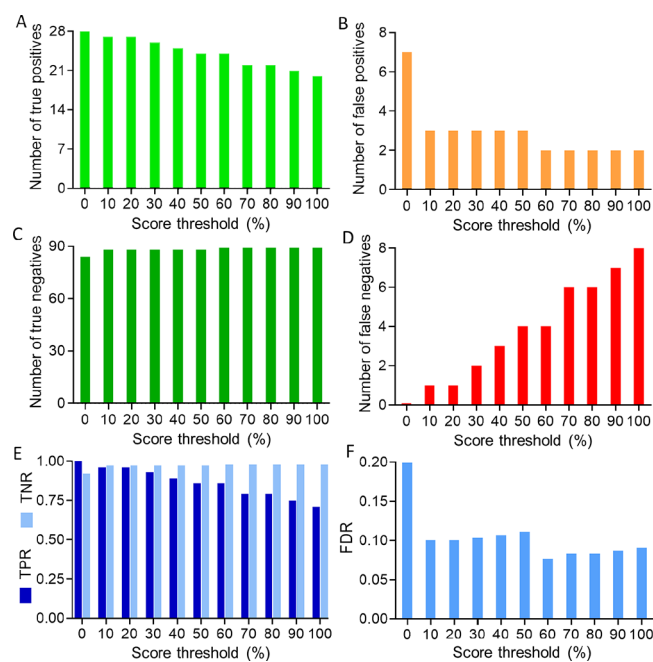 A
Number of true positives
28
21
14
7
0
0 10 20 30 40 50 60 70 80 90 100
Score threshold (%)
B
Number of false positives
8
6
4
2
0
0 10 20 30 40 50 60 70 80 90 100
Score threshold (%)
C
Number of true negatives
90
60
30
0
0 10 20 30 40 50 60 70 80 90 100
Score threshold (%)
D
Number of false negatives
8
6
4
2
0
0 10 20 30 40 50 60 70 80 90 100
Score threshold (%)
E
TPR
TNR
1.00
0.75
0.50
0.25
0.00
0 10 20 30 40 50 60 70 80 90 100
Score threshold (%)
F
FDR
0.20
0.15
0.10
0.05
0.00
0 10 20 30 40 50 60 70 80 90 100
Score threshold (%)